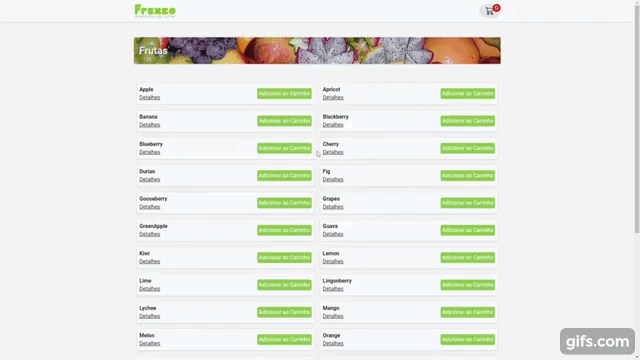 Frexco
0
Frutas
Apple
Detalhes
Adicionar ao Carrinho
Apricot
Detalhes
Adicionar ao Carrinho
Banana
Detalhes
Adicionar ao Carrinho
Blackberry
Detalhes
Adicionar ao Carrinho
Blueberry
Detalhes
Adicionar ao Carrinho
Cherry
Detalhes
Adicionar ao Carrinho
Durian
Detalhes
Adicionar ao Carrinho
Fig
Detalhes
Adicionar ao Carrinho
Gooseberry
Detalhes
Adicionar ao Carrinho
Grapes
Detalhes
Adicionar ao Carrinho
GreenApple
Detalhes
Adicionar ao Carrinho
Guava
Detalhes
Adicionar ao Carrinho
Kiwi
Detalhes
Adicionar ao Carrinho
Lemon
Detalhes
Adicionar ao Carrinho
Lime
Detalhes
Adicionar ao Carrinho
Lingonberry
Detalhes
Adicionar ao Carrinho
Lychee
Detalhes
Adicionar ao Carrinho
Mango
Detalhes
Adicionar ao Carrinho
Melon
Detalhes
Adicionar ao Carrinho
Orange
Detalhes
Adicionar ao Carrinho
gifs.com